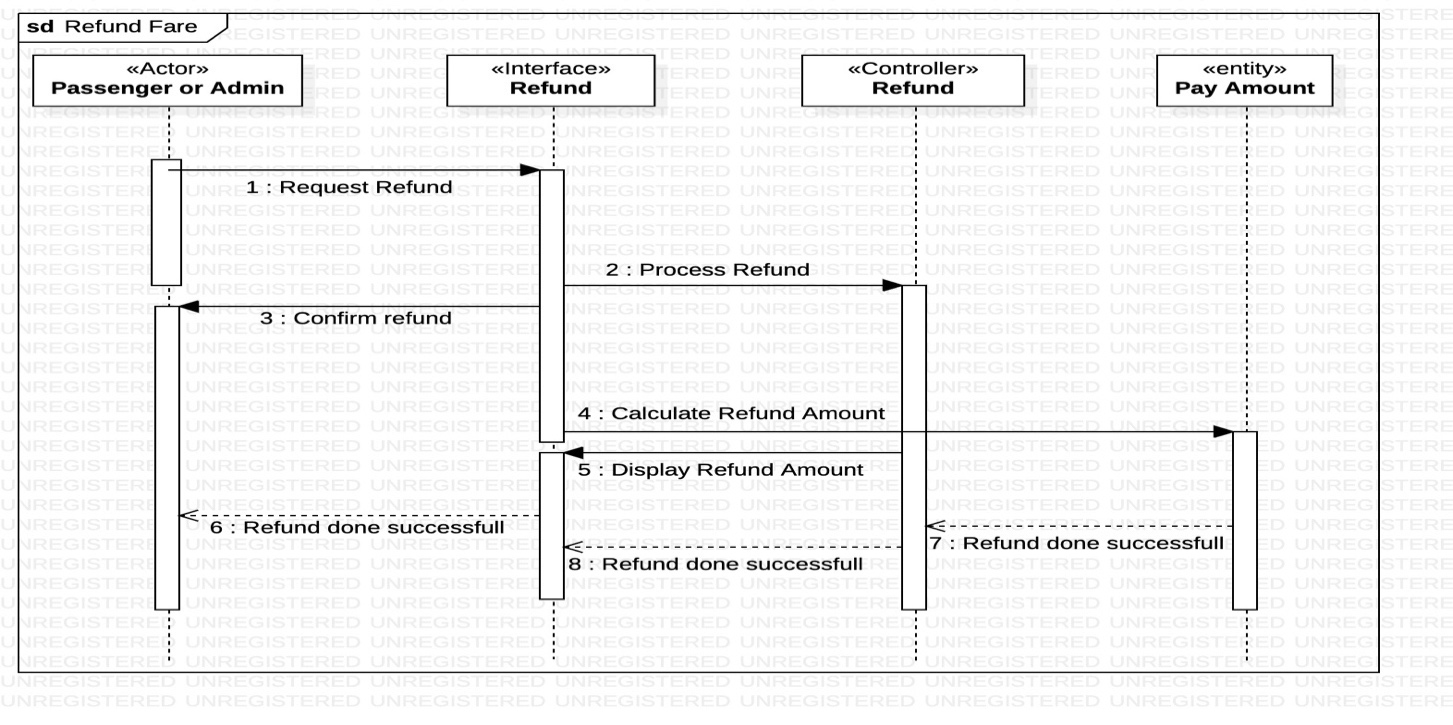 sd Refund Fare
«Actor»
Passenger or Admin
«Interface»
Refund
«Controller»
Refund
«entity»
Pay Amount
1 : Request Refund
2 : Process Refund
3 : Confirm refund
4 : Calculate Refund Amount
5 : Display Refund Amount
6 : Refund done successfull
7 : Refund done successfull
8 : Refund done successfull
UNREGISTERED